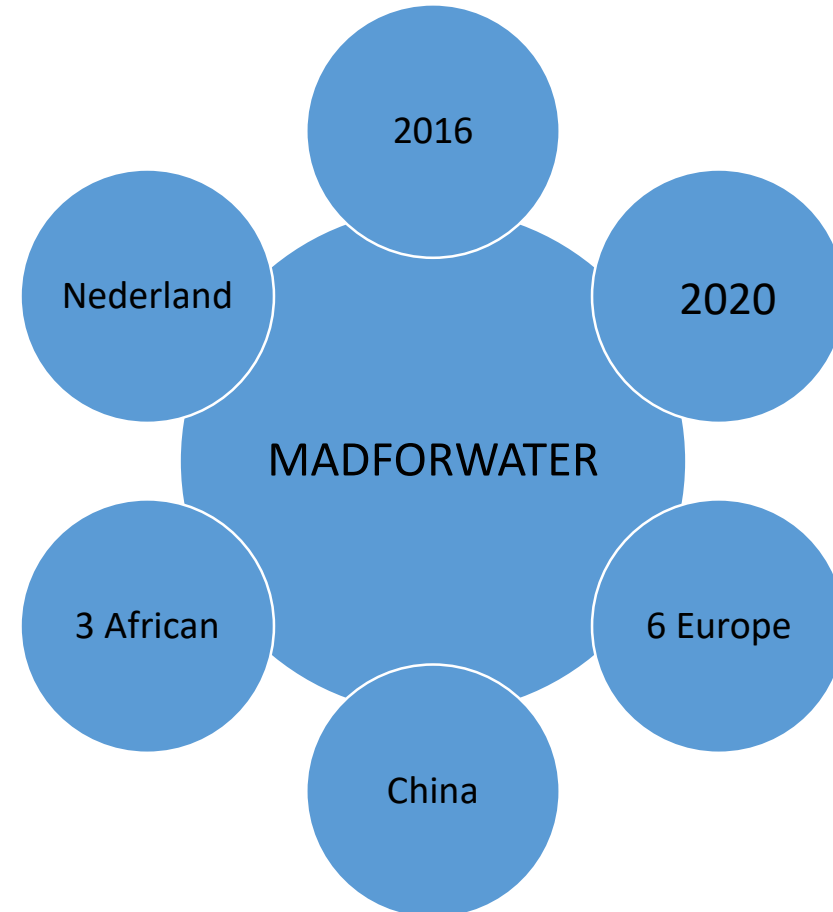 2016
Nederland
2020
MADFORWATER
3 African
6 Europe
China